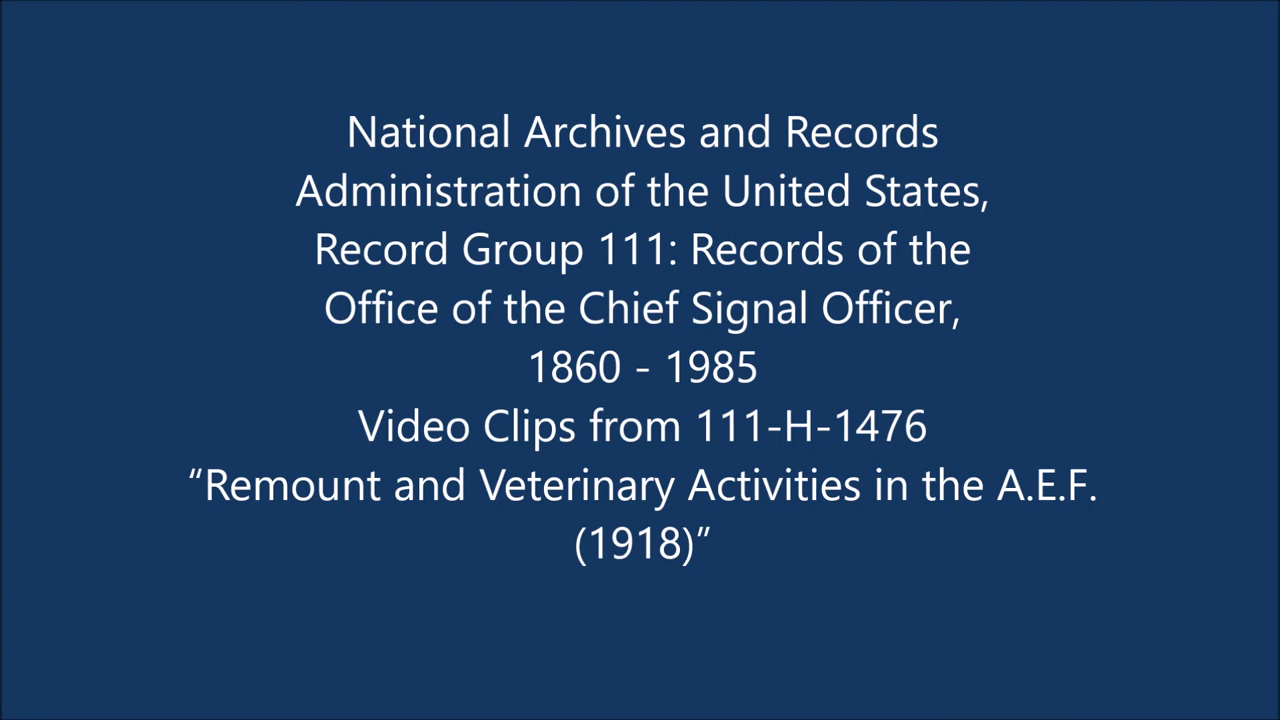 National Archives and Records
Administration of the United States,
Record Group 111: Records of the
Office of the Chief Signal Officer,
1860 - 1985
Video Clips from 111-H-1476
“Remount and Veterinary Activities in the A.E.F.
(1918)”